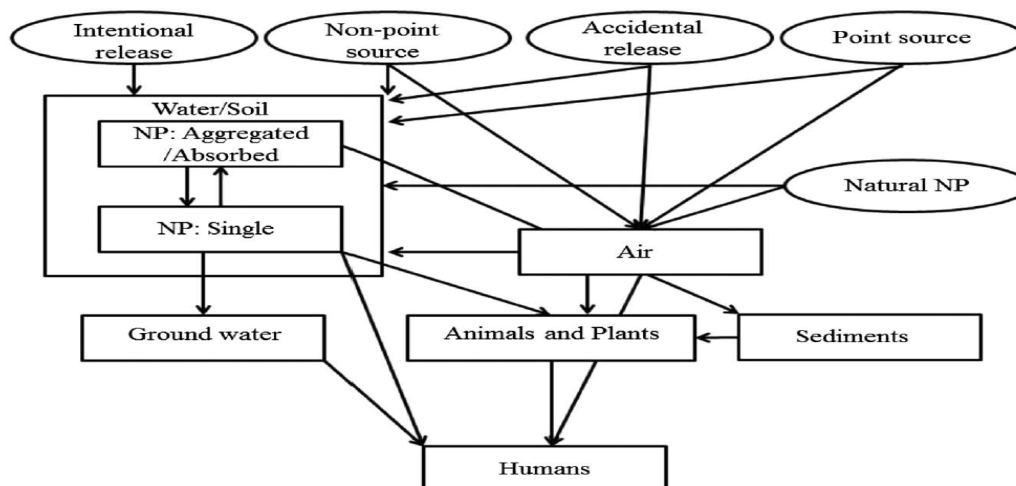 Intentional
release
Non-point
source
Accidental
release
Point source
Water/Soil
NP: Aggregated
/Absorbed
Natural NP
NP: Single
Air
Ground water
Animals and Plants
Sediments
Humans